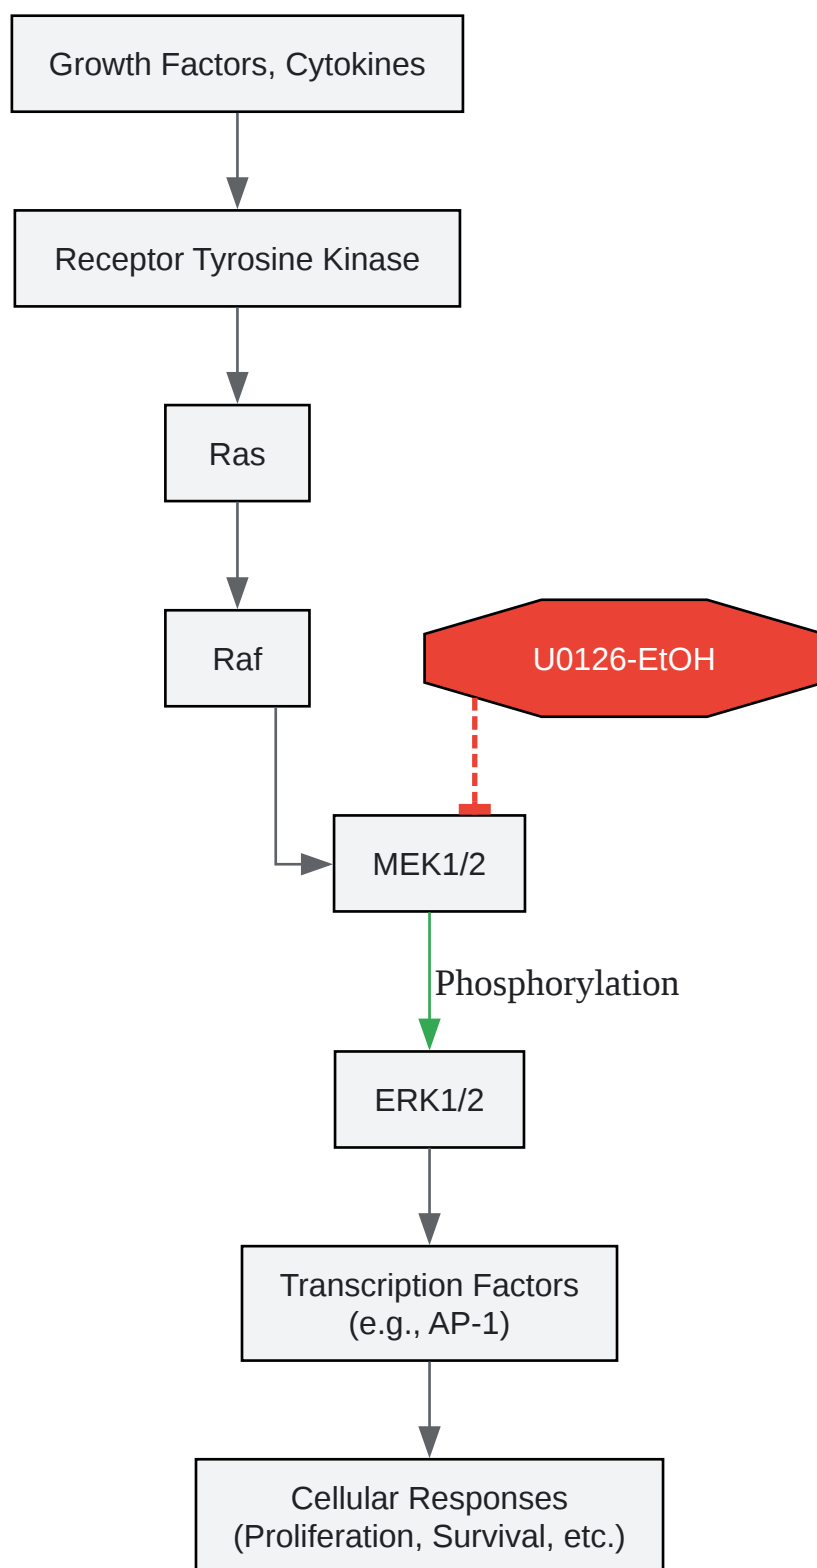 Growth Factors, Cytokines
Receptor Tyrosine Kinase
Ras
Raf
U0126-EtOH
MEK1/2
Phosphorylation
ERK1/2
Transcription Factors
(e.g., AP-1)
Cellular Responses
(Proliferation, Survival, etc.)